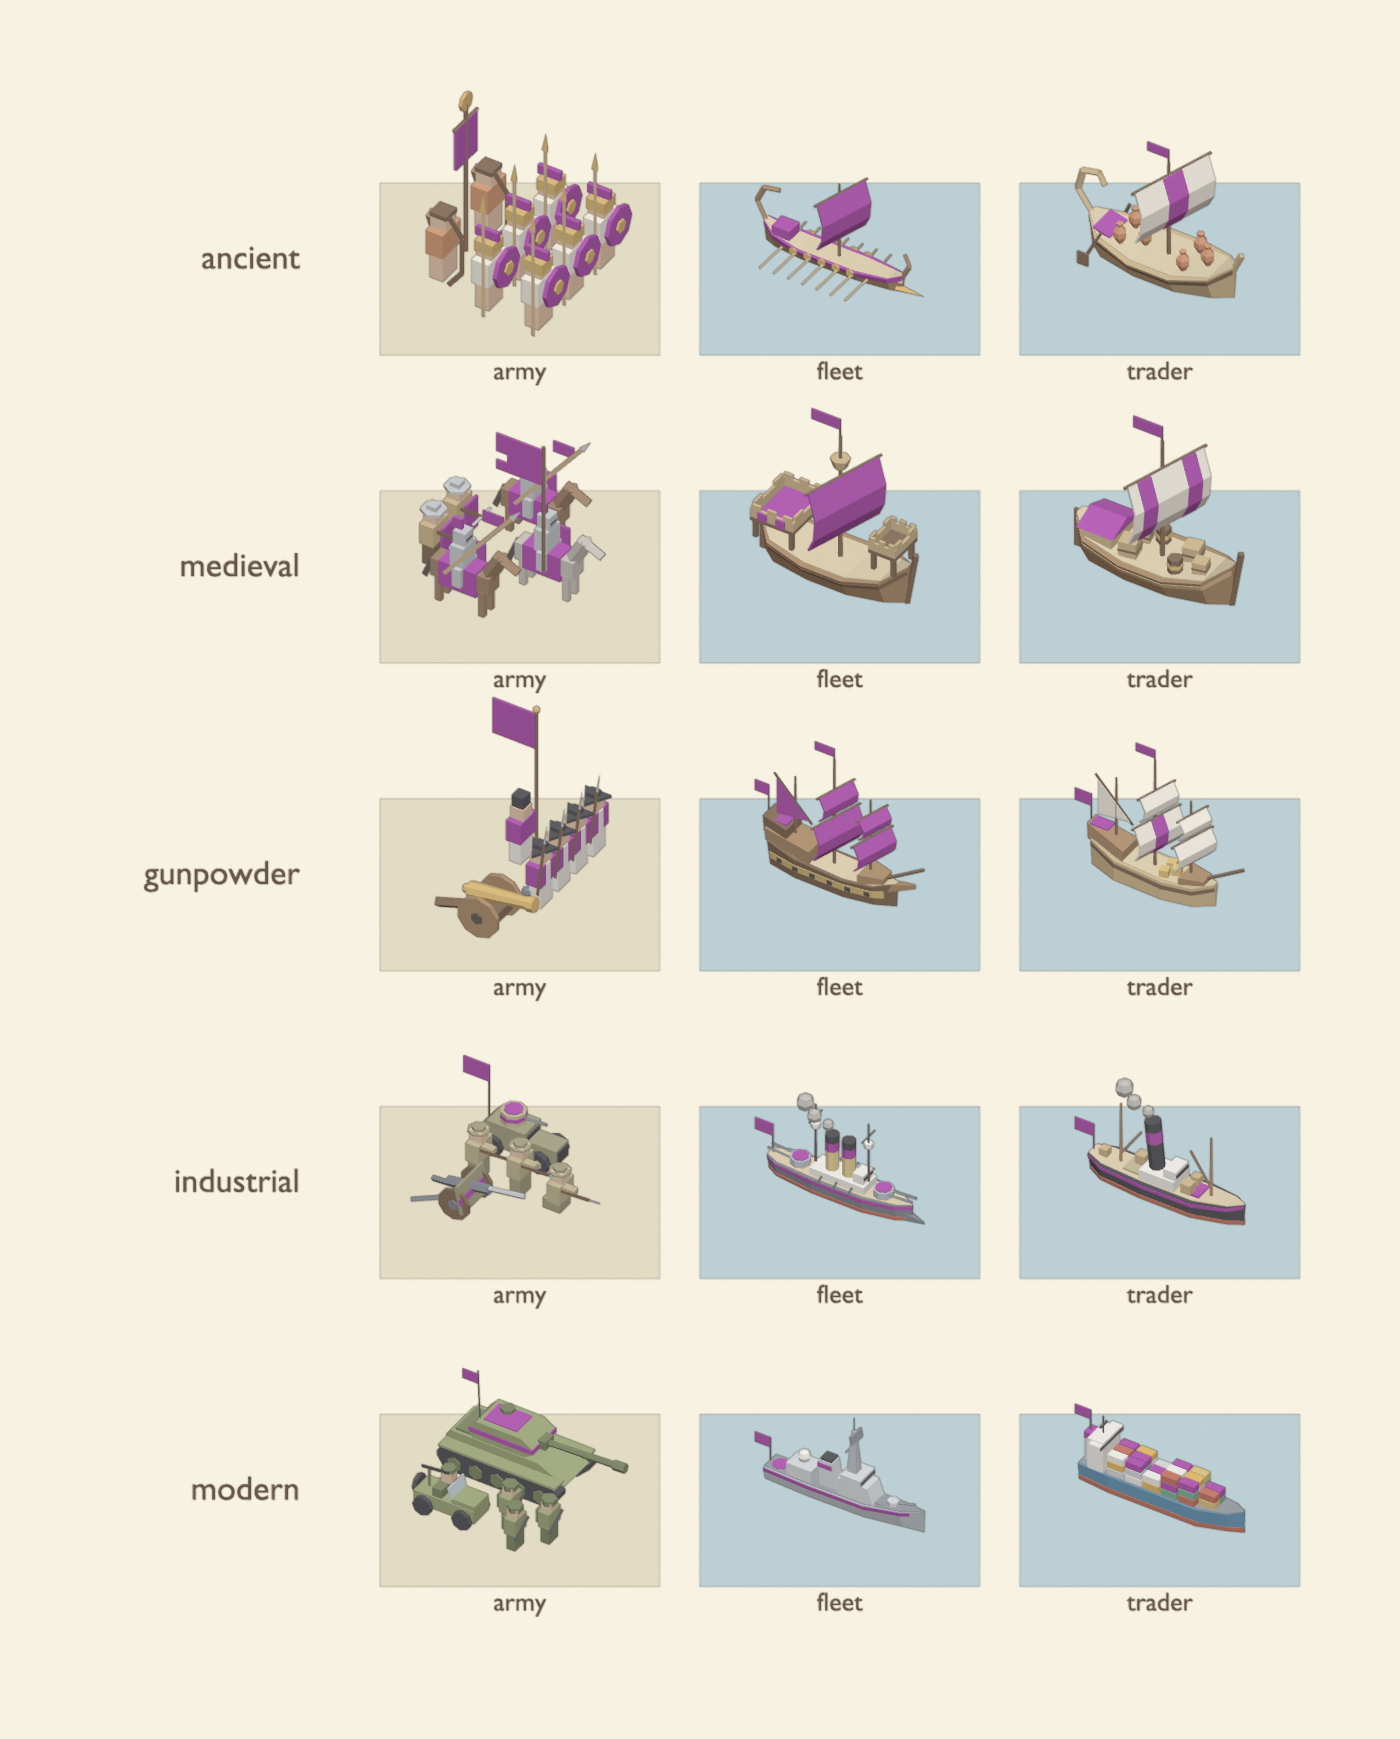 ancient
army
fleet
trader
medieval
army
fleet
trader
gunpowder
army
fleet
trader
industrial
army
fleet
trader
modern
army
fleet
trader